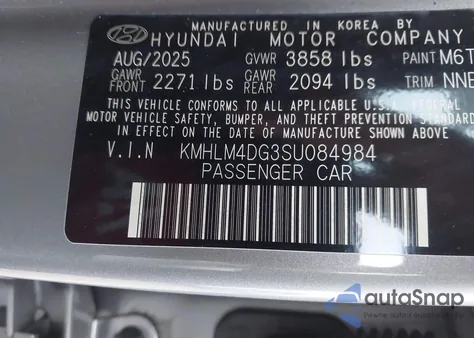 MANUFACTURED IN KOREA BY
HYUNDAI MOTOR COMPANY
AUG/2025 GVWR 3858 lbs PAINT M6T
GAWR FRONT 2271 lbs GAWR REAR 2094 lbs TRIM NNB
THIS VEHICLE CONFORMS TO ALL APPLICABLE U.S.A. FEDERAL
MOTOR VEHICLE SAFETY, BUMPER, AND THEFT PREVENTION STANDARDS
IN EFFECT ON THE DATE OF MANUFACTURE SHOWN ABOVE.
V.I.N KMHLM4DG3SU084984
PASSENGER CAR
autoSnap